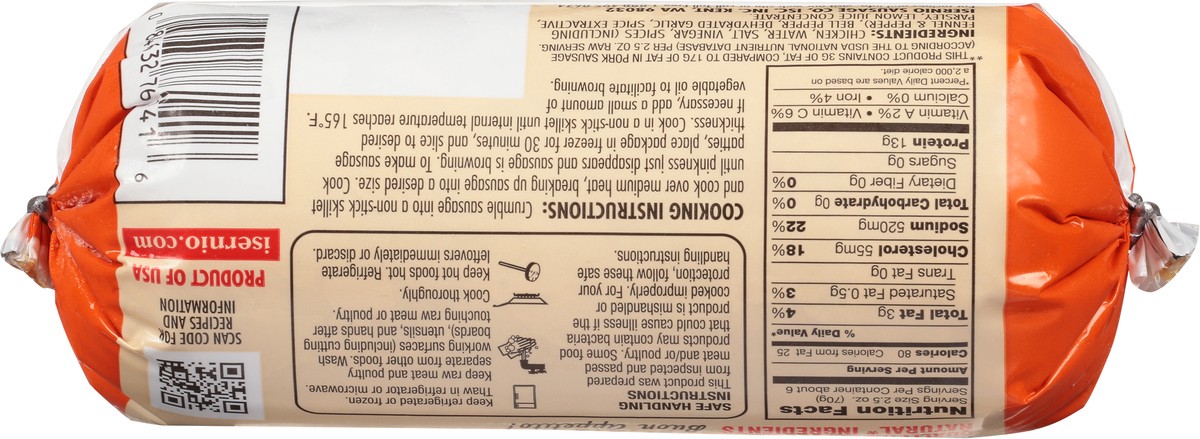 NATURAL* INGREDIENTS
Buon Appetito!
Nutrition Facts
Serving Size 2.5 oz. (70g)
Servings Per Container about 6
Amount Per Serving
Calories 80 Calories from Fat 25
% Daily Value*
Total Fat 3g 4%
Saturated Fat 0.5g 3%
Trans Fat 0g
Cholesterol 55mg 18%
Sodium 520mg 22%
Total Carbohydrate 0g 0%
Dietary Fiber 0g 0%
Sugars 0g
Protein 13g
Vitamin A 2% • Vitamin C 6%
Calcium 0% • Iron 4%
*Percent Daily Values are based on
a 2,000 calorie diet.
SAFE HANDLING
INSTRUCTIONS
This product was prepared
from inspected and passed
meat and/or poultry. Some food
products may contain bacteria
that could cause illness if the
product is mishandled or
cooked improperly. For your
protection, follow these safe
handling instructions.
Keep refrigerated or frozen.
Thaw in refrigerator or microwave.
Keep raw meat and poultry
separate from other foods. Wash
working surfaces (including cutting
boards), utensils, and hands after
touching raw meat or poultry.
Cook thoroughly.
Keep hot foods hot. Refrigerate
leftovers immediately or discard.
SCAN CODE FOR
RECIPES AND
INFORMATION
PRODUCT OF USA
isernio.com
COOKING INSTRUCTIONS: Crumble sausage into a non-stick skillet
and cook over medium heat, breaking up sausage into a desired size. Cook
until pinkness just disappears and sausage is browning. To make sausage
patties, place package in freezer for 30 minutes, and slice to desired
thickness. Cook in a non-stick skillet until internal temperature reaches 165°F.
If necessary, add a small amount of
vegetable to oil to facilitate browning.
**THIS PRODUCT CONTAINS 3G OF FAT, COMPARED TO 17G OF FAT IN PORK SAUSAGE
(ACCORDING TO THE USDA NATIONAL NUTRIENT DATABASE) PER 2.5 OZ. RAW SERVING.
INGREDIENTS: CHICKEN, WATER, SALT, VINEGAR, SPICES (INCLUDING
FENNEL & PEPPER), BELL PEPPER, DEHYDRATED GARLIC, SPICE EXTRACTIVE,
PARSLEY, LEMON JUICE CONCENTRATE.
ISERNIO SAUSAGE CO. INC. KENT, WA 98032